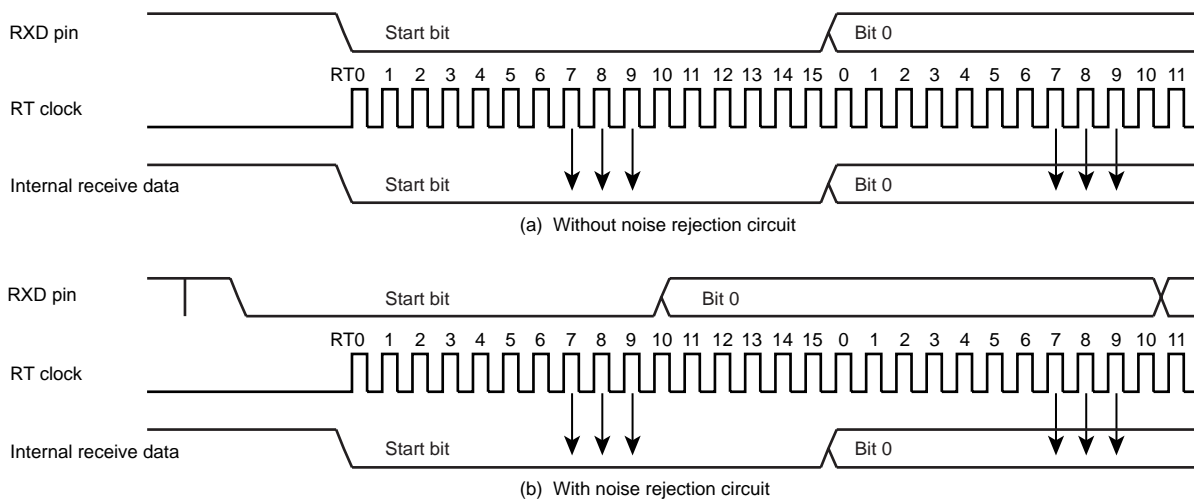 RXD pin Start bit Bit 0
RT0 1 2 3 4 5 6 7 8 9 10 11 12 13 14 15 0 1 2 3 4 5 6 7 8 9 10 11
RT clock
Internal receive data Start bit Bit 0
(a) Without noise rejection circuit
RXD pin Start bit Bit 0
RT0 1 2 3 4 5 6 7 8 9 10 11 12 13 14 15 0 1 2 3 4 5 6 7 8 9 10 11
RT clock
Internal receive data Start bit Bit 0
(b) With noise rejection circuit